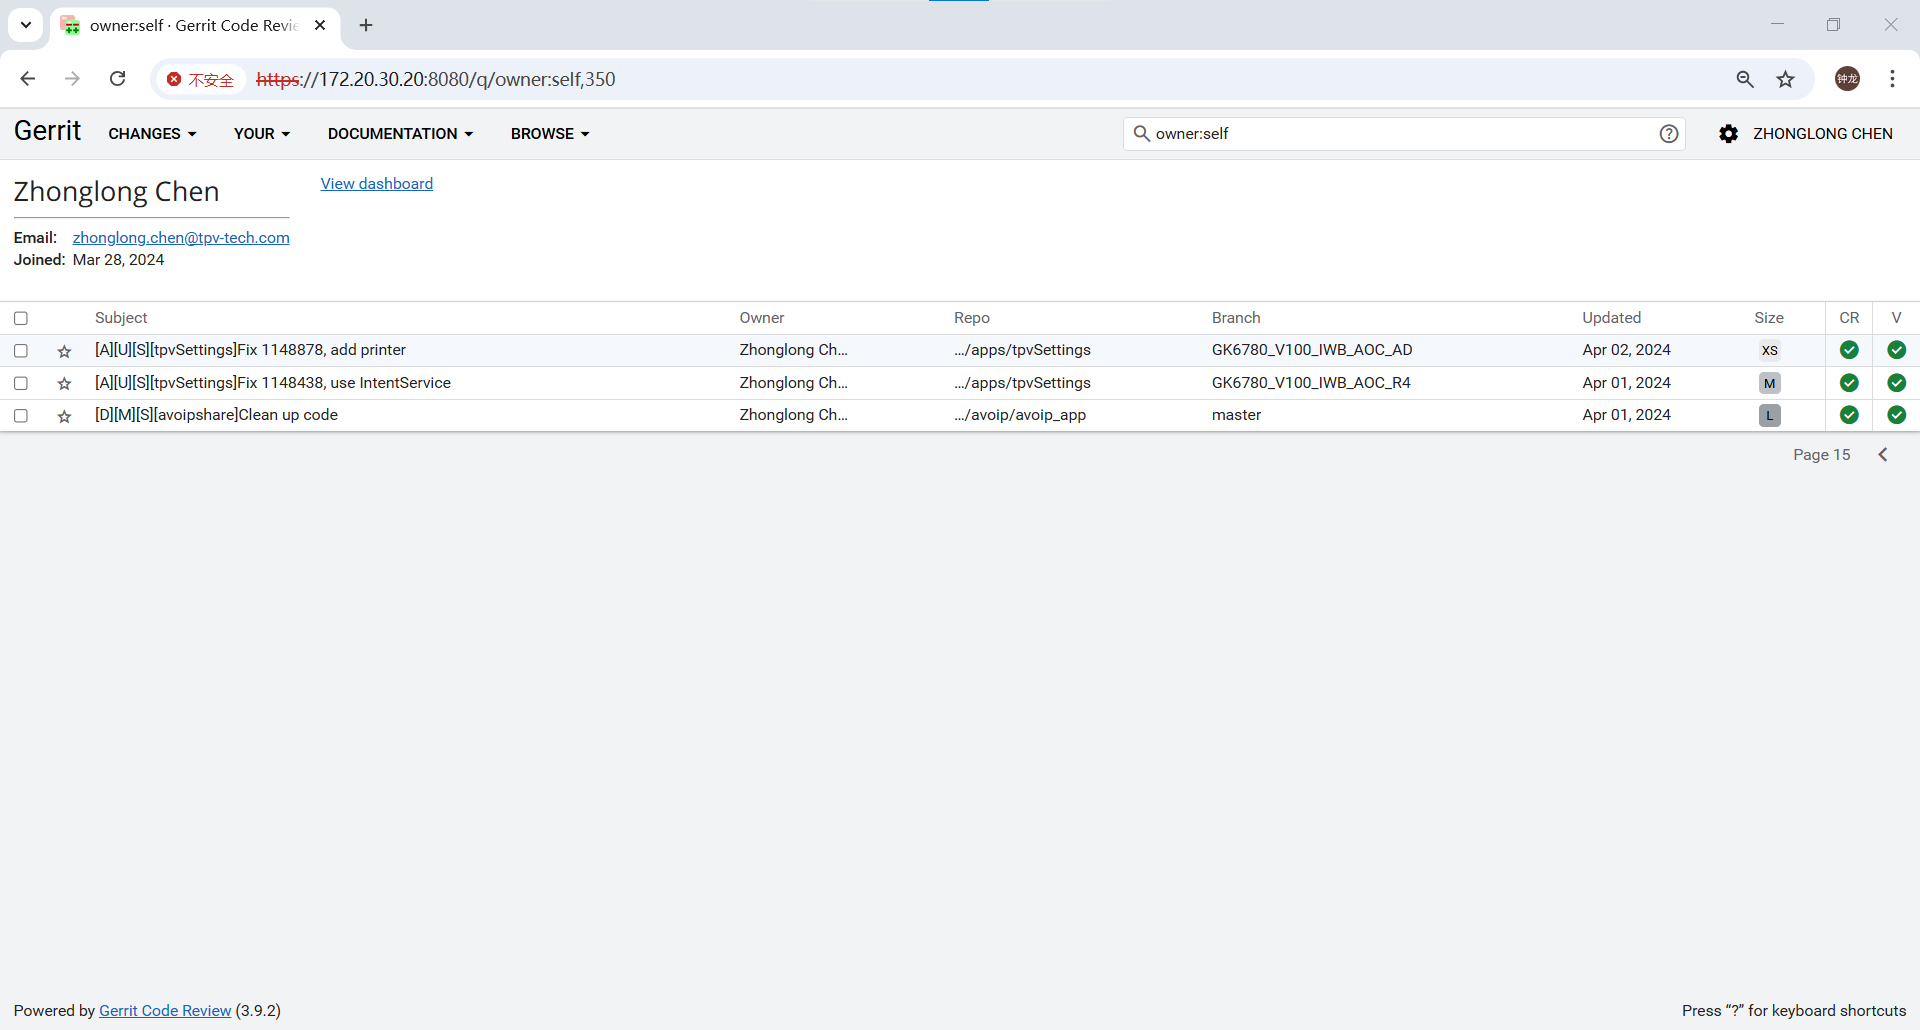 owner:self · Gerrit Code Revie
不安全 https://172.20.30.20:8080/q/owner:self,350
钟龙
Gerrit CHANGES YOUR DOCUMENTATION BROWSE owner:self ZHONGLONG CHEN
Zhonglong Chen View dashboard
Email: zhonglong.chen@tpv-tech.com
Joined: Mar 28, 2024
Subject Owner Repo Branch Updated Size CR V
[A][U][S][tpvSettings]Fix 1148878, add printer Zhonglong Ch... .../apps/tpvSettings GK6780_V100_IWB_AOC_AD Apr 02, 2024 XS
[A][U][S][tpvSettings]Fix 1148438, use IntentService Zhonglong Ch... .../apps/tpvSettings GK6780_V100_IWB_AOC_R4 Apr 01, 2024 M
[D][M][S][avoipshare]Clean up code Zhonglong Ch... .../avoip/avoip_app master Apr 01, 2024 L
Page 15
Powered by Gerrit Code Review (3.9.2) Press “?” for keyboard shortcuts